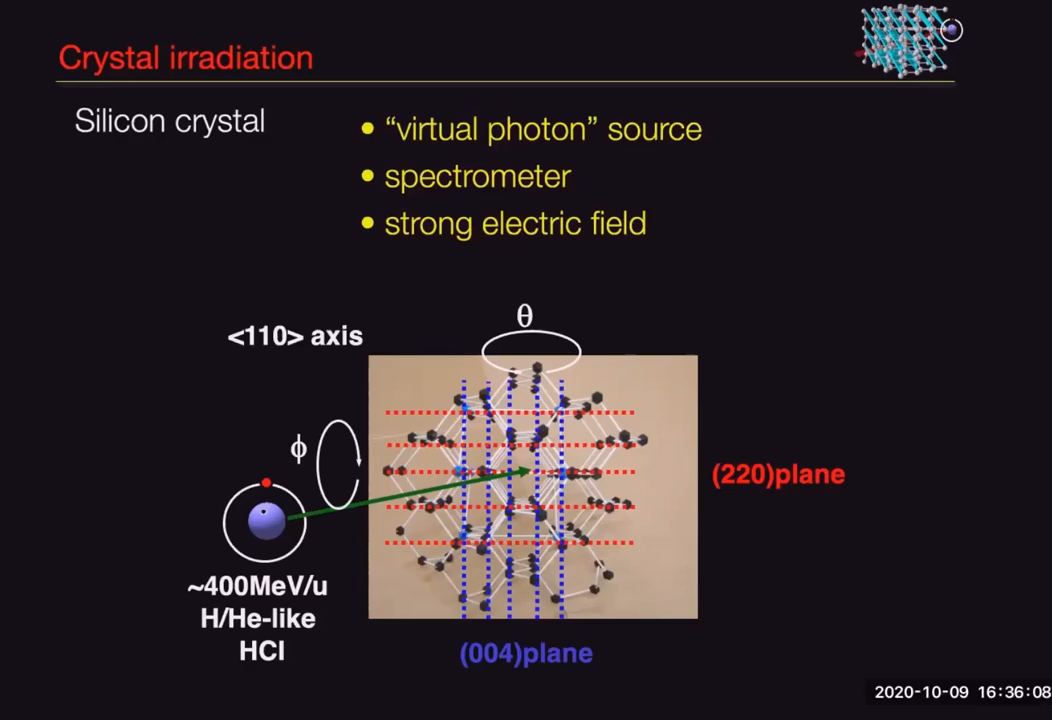 Crystal irradiation
Silicon crystal
• “virtual photon” source
• spectrometer
• strong electric field
θ
<110> axis
ϕ
(220)plane
~400MeV/u
H/He-like
HCI
(004)plane
2020-10-09 16:36:08